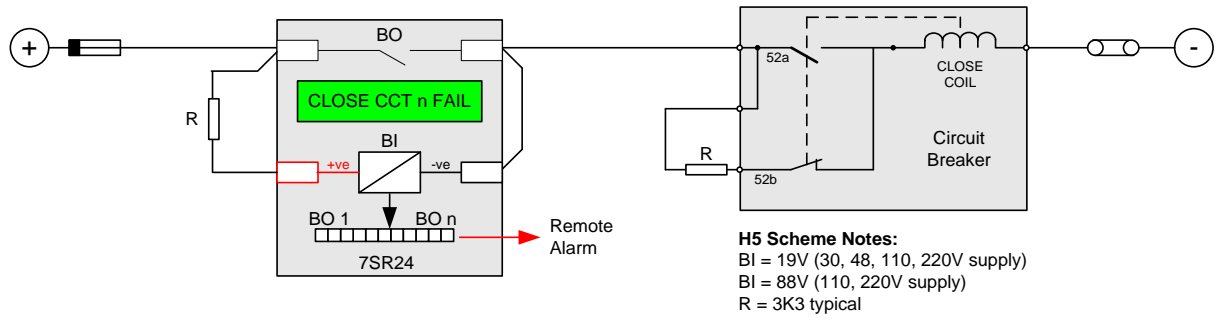 +
BO
CLOSE CCT n FAIL
R
BI
+ve
-ve
BO 1
BO n
7SR24
Remote
Alarm
52a
CLOSE
COIL
-
R
52b
Circuit
Breaker
H5 Scheme Notes:
BI = 19V (30, 48, 110, 220V supply)
BI = 88V (110, 220V supply)
R = 3K3 typical